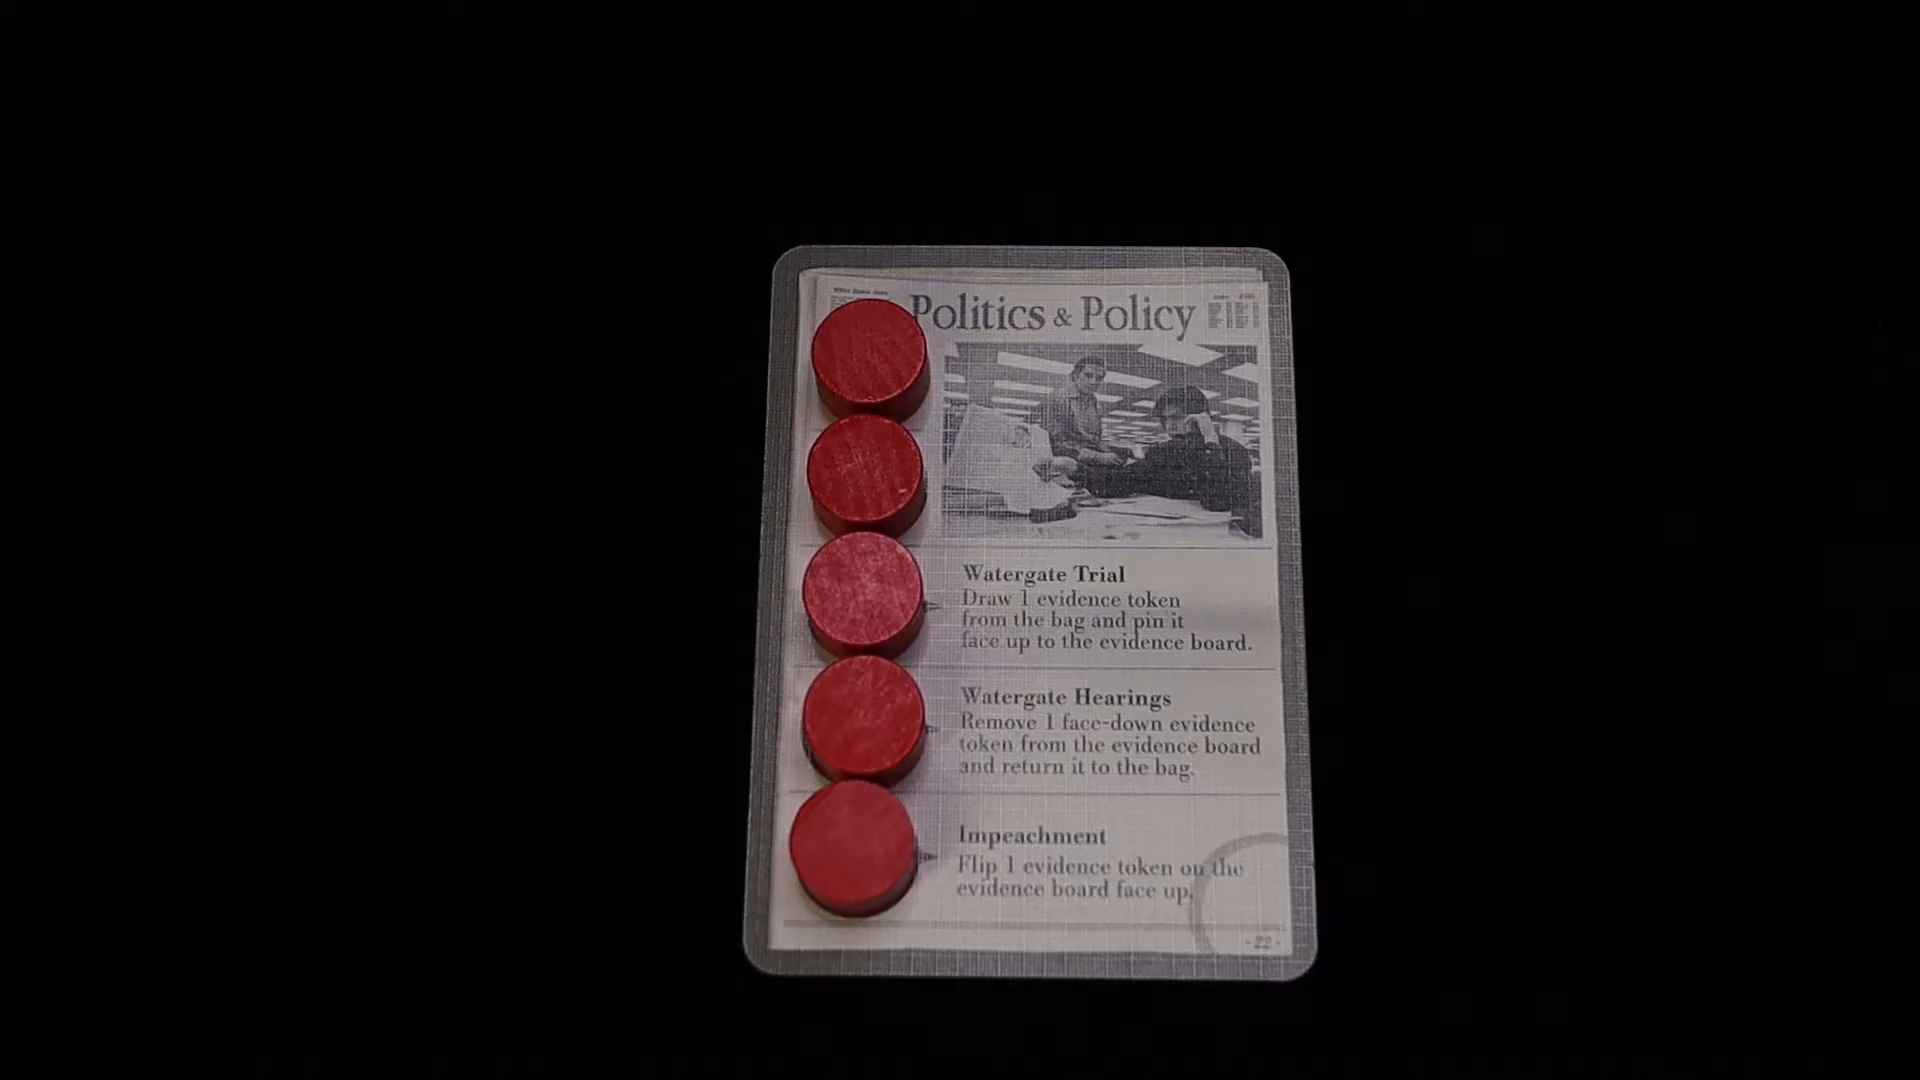 Politics & Policy
Watergate Trial
Draw 1 evidence token
from the bag and pin it
face up to the evidence board.
Watergate Hearings
Remove 1 face-down evidence
token from the evidence board
and return it to the bag.
Impeachment
Flip 1 evidence token on the
evidence board face up.
- 22 -